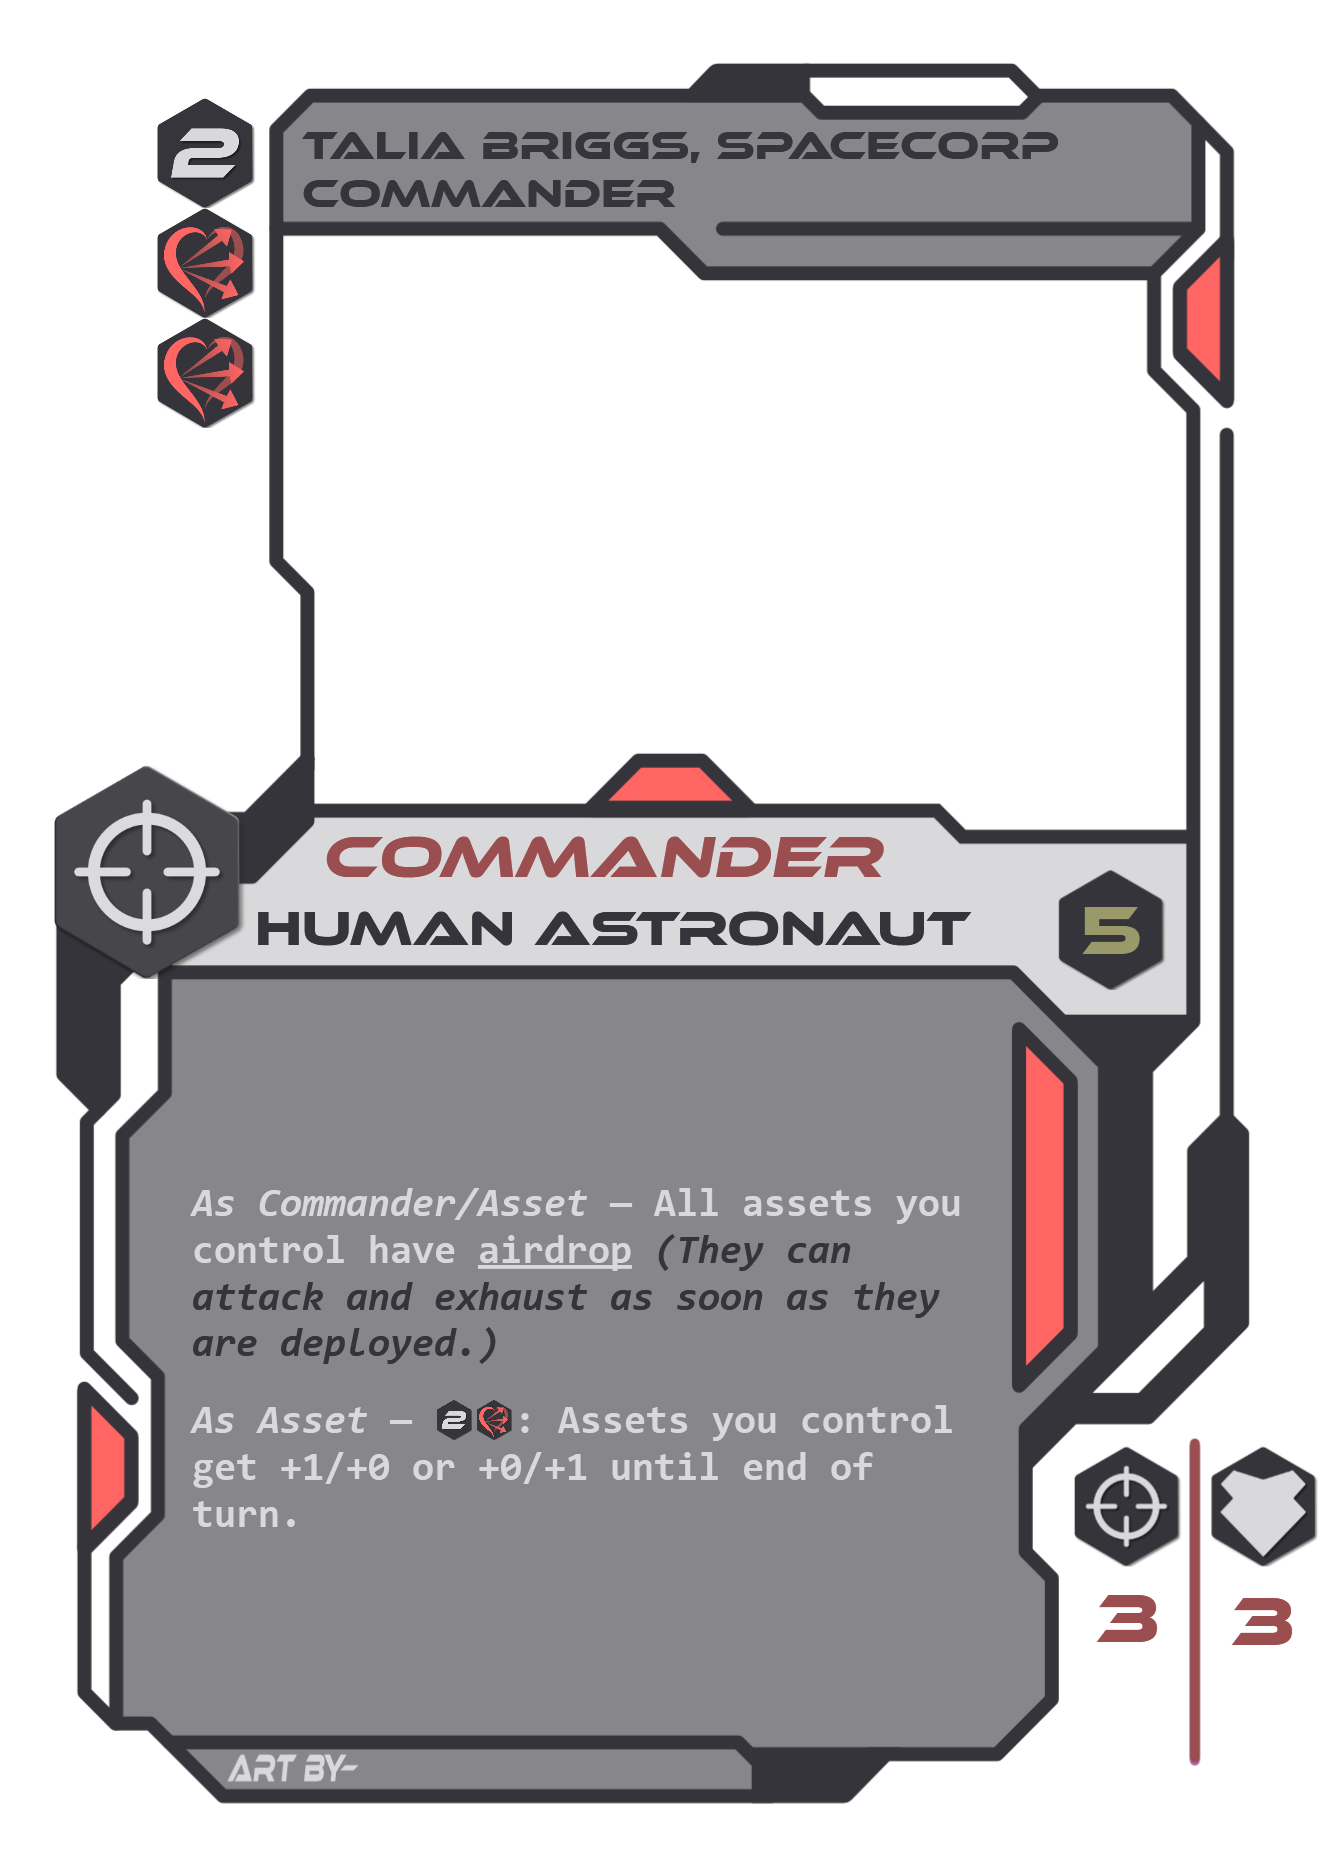 2
TALIA BRIGGS, SPACECORP
COMMANDER
COMMANDER
HUMAN ASTRONAUT
5
As Commander/Asset — All assets you
control have airdrop (They can
attack and exhaust as soon as they
are deployed.)
As Asset — 2: Assets you control
get +1/+0 or +0/+1 until end of
turn.
3
3
ART BY-